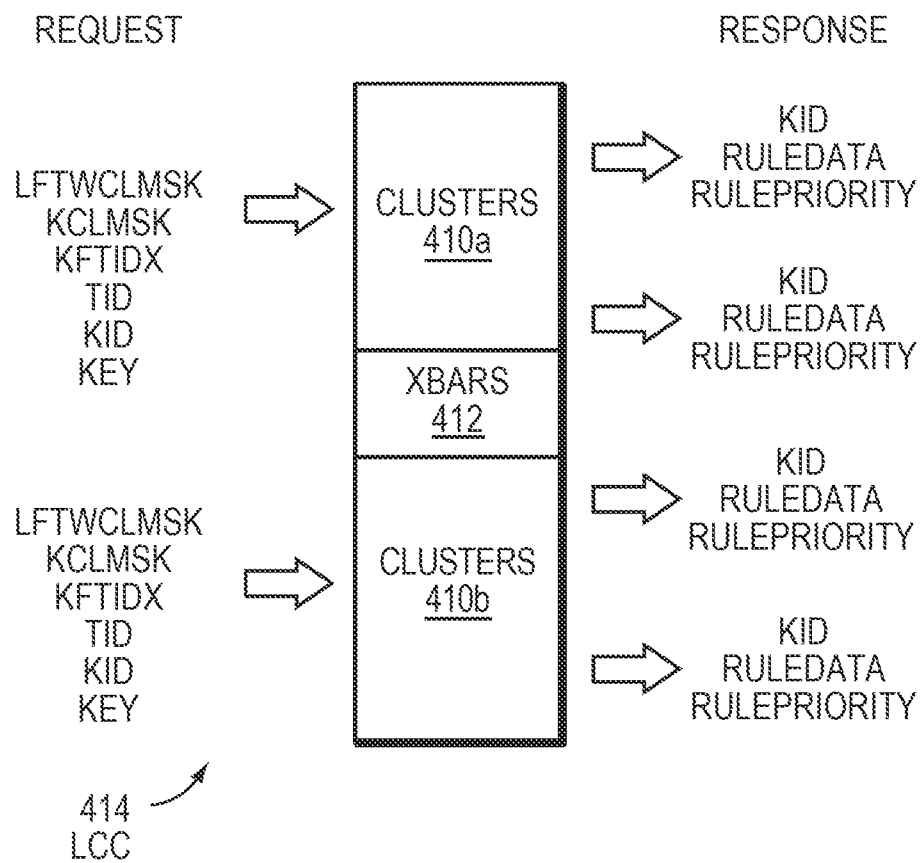 REQUEST
RESPONSE
LFTWCLMSK
KCLMSK
KFTIDX
TID
KID
KEY
CLUSTERS
410a
KID
RULEDATA
RULEPRIORITY
KID
RULEDATA
RULEPRIORITY
XBARS
412
LFTWCLMSK
KCLMSK
KFTIDX
TID
KID
KEY
CLUSTERS
410b
KID
RULEDATA
RULEPRIORITY
KID
RULEDATA
RULEPRIORITY
414
LCC